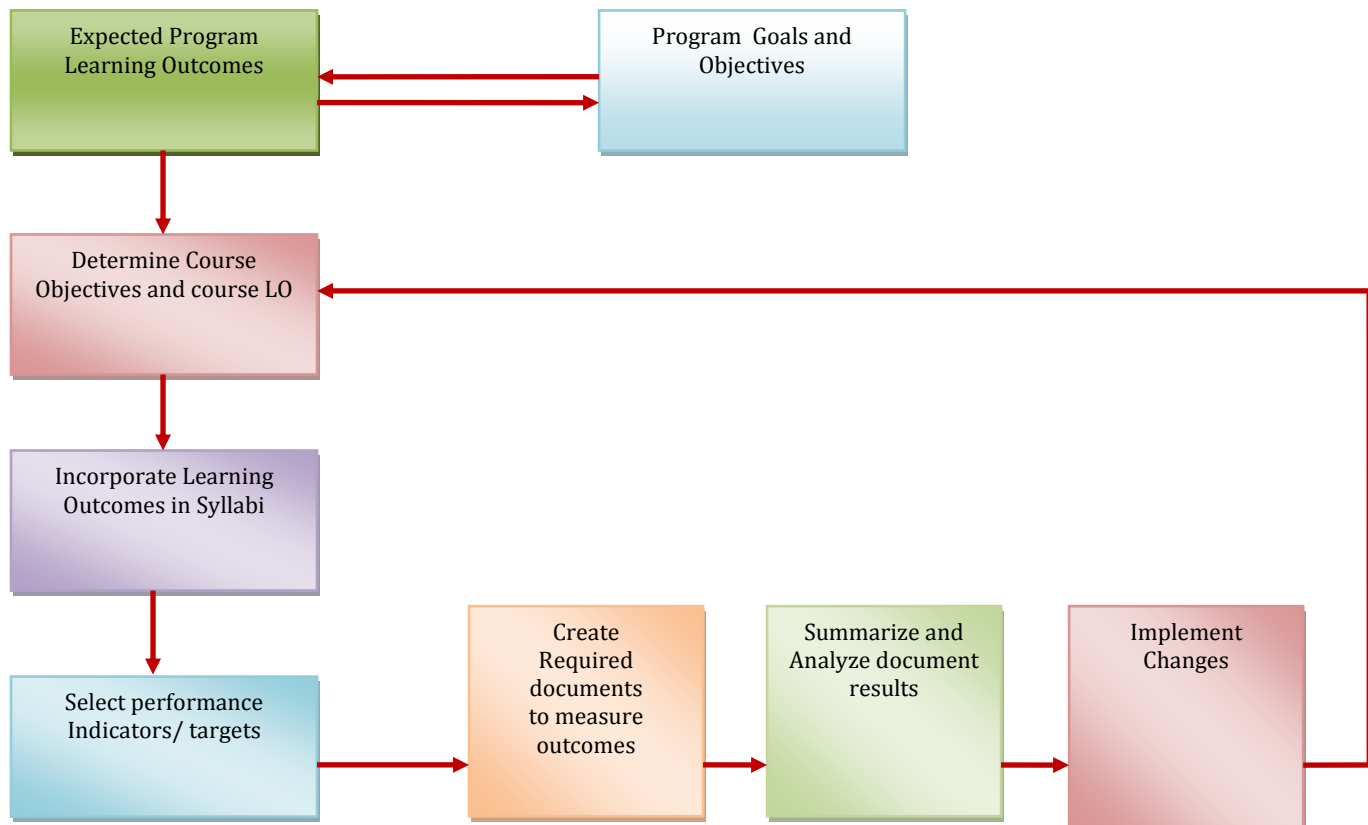 Expected Program
Learning Outcomes
Program Goals and
Objectives
Determine Course
Objectives and course LO
Incorporate Learning
Outcomes in Syllabi
Select performance
Indicators/ targets
Create
Required
documents
to measure
outcomes
Summarize and
Analyze document
results
Implement
Changes